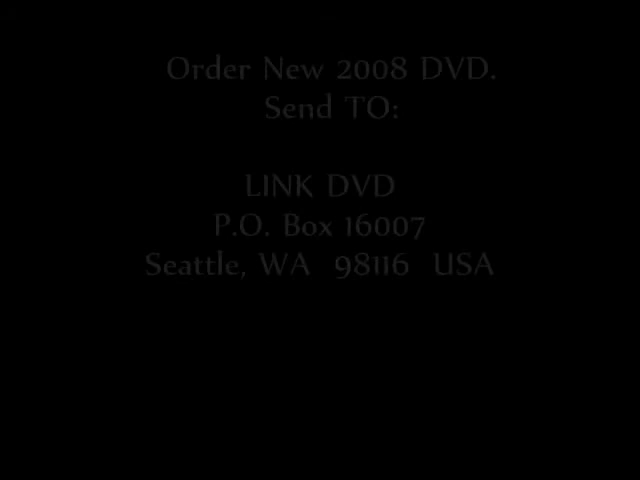 Order New 2008 DVD.
Send TO:
LINK DVD
P.O. Box 16007
Seattle, WA 98116 USA